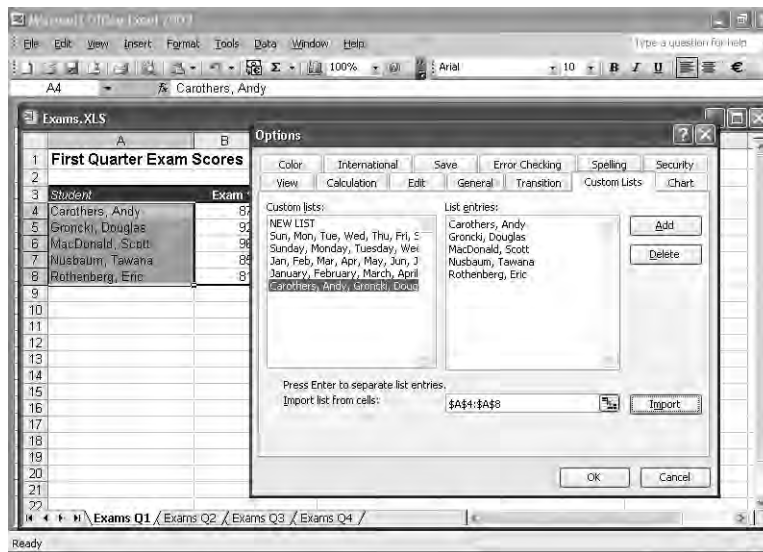 Microsoft Office Excel 2003
File Edit View Insert Format Tools Data Window Help
Type a question for help
100% Arial 10 B I U €
A4 fx Carothers, Andy
Exams.XLS
A B
1 First Quarter Exam Scores
2
3 Student Exam
4 Carothers, Andy
5 Groncki, Douglas
6 MacDonald, Scott
7 Nusbaum, Tawana
8 Rothenberg, Eric
9
10
11
12
13
14
15
16
17
18
19
20
21
22
Options
Color International Save Error Checking Spelling Security
View Calculation Edit General Transition Custom Lists Chart
Custom lists:
NEW LIST
Sun, Mon, Tue, Wed, Thu, Fri, S
Sunday, Monday, Tuesday, Wed
Jan, Feb, Mar, Apr, May, Jun, J
January, February, March, April
Carothers, Andy, Groncki, Doug
List entries:
Carothers, Andy
Groncki, Douglas
MacDonald, Scott
Nusbaum, Tawana
Rothenberg, Eric
Add
Delete
Press Enter to separate list entries.
Import list from cells: $A$4:$A$8 Import
OK Cancel
Exams Q1 / Exams Q2 / Exams Q3 / Exams Q4 /
Ready